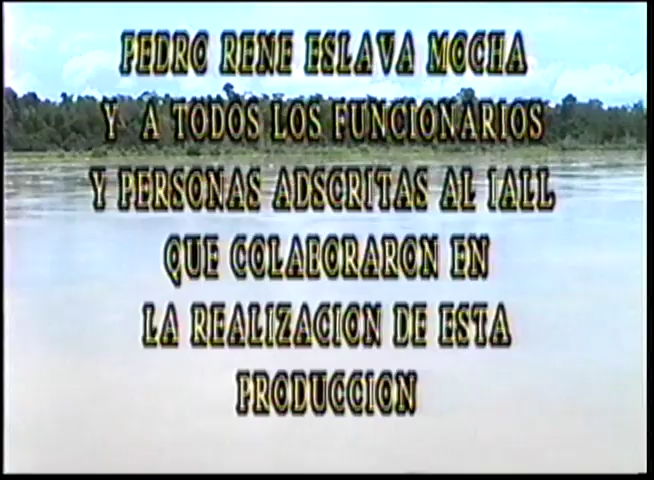 PEDRO RENE ESLAVA MOCHA
Y A TODOS LOS FUNCIONARIOS
Y PERSONAS ADSCRITAS AL IALL
QUE COLABORARON EN
LA REALIZACION DE ESTA
PRODUCCION